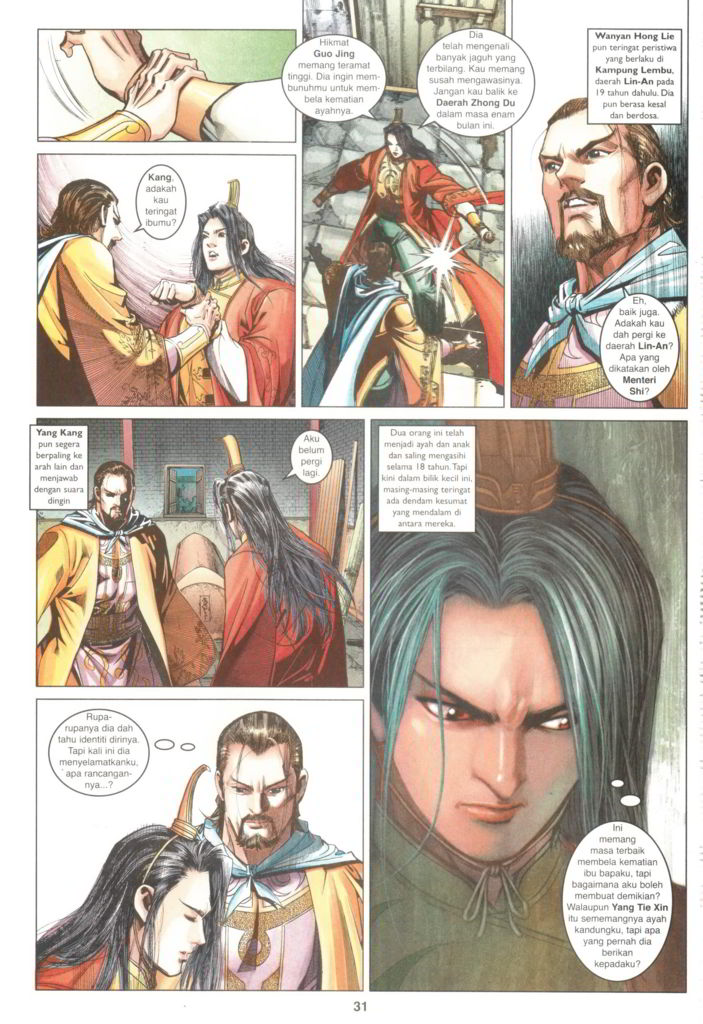 Hikmat
Guo Jing
memang teramat
tinggi. Dia ingin mem-
bunuhmu untuk mem-
bela kematian
ayahnya.
Dia
telah mengenali
banyak jaguh yang
terbilang. Kau memang
susah mengawasinya.
Jangan kau balik ke
Daerah Zhong Du
dalam masa enam
bulan ini.
Wanyan Hong Lie
pun teringat peristiwa
yang berlaku di
Kampung Lembu,
daerah Lin-An pada
19 tahun dahulu. Dia
pun berasa kesal
dan berdosa.
Kang,
adakah
kau
teringat
ibumu?
Eh,
baik juga.
Adakah kau
dah pergi ke
daerah Lin-An?
Apa yang
dikatakan oleh
Menteri
Shi?
Yang Kang
pun segera
berpaling ke
arah lain dan
menjawab
dengan suara
dingin
Aku
belum
pergi
lagi.
Dua orang ini telah
menjadi ayah dan anak
dan saling mengasihi
selama 18 tahun. Tapi
kini dalam bilik kecil ini,
masing-masing teringat
ada dendam kesumat
yang mendalam di
antara mereka.
Rupa-
rupanya dia dah
tahu identiti dirinya.
Tapi kali ini dia
menyelamatkanku,
apa rancangan-
nya...?
Ini
memang
masa terbaik
membela kematian
ibu bapaku, tapi
bagaimana aku boleh
membuat demikian?
Walaupun Yang Tie Xin
itu sememangnya ayah
kandungku, tapi apa
yang pernah dia
berikan
kepadaku?
31